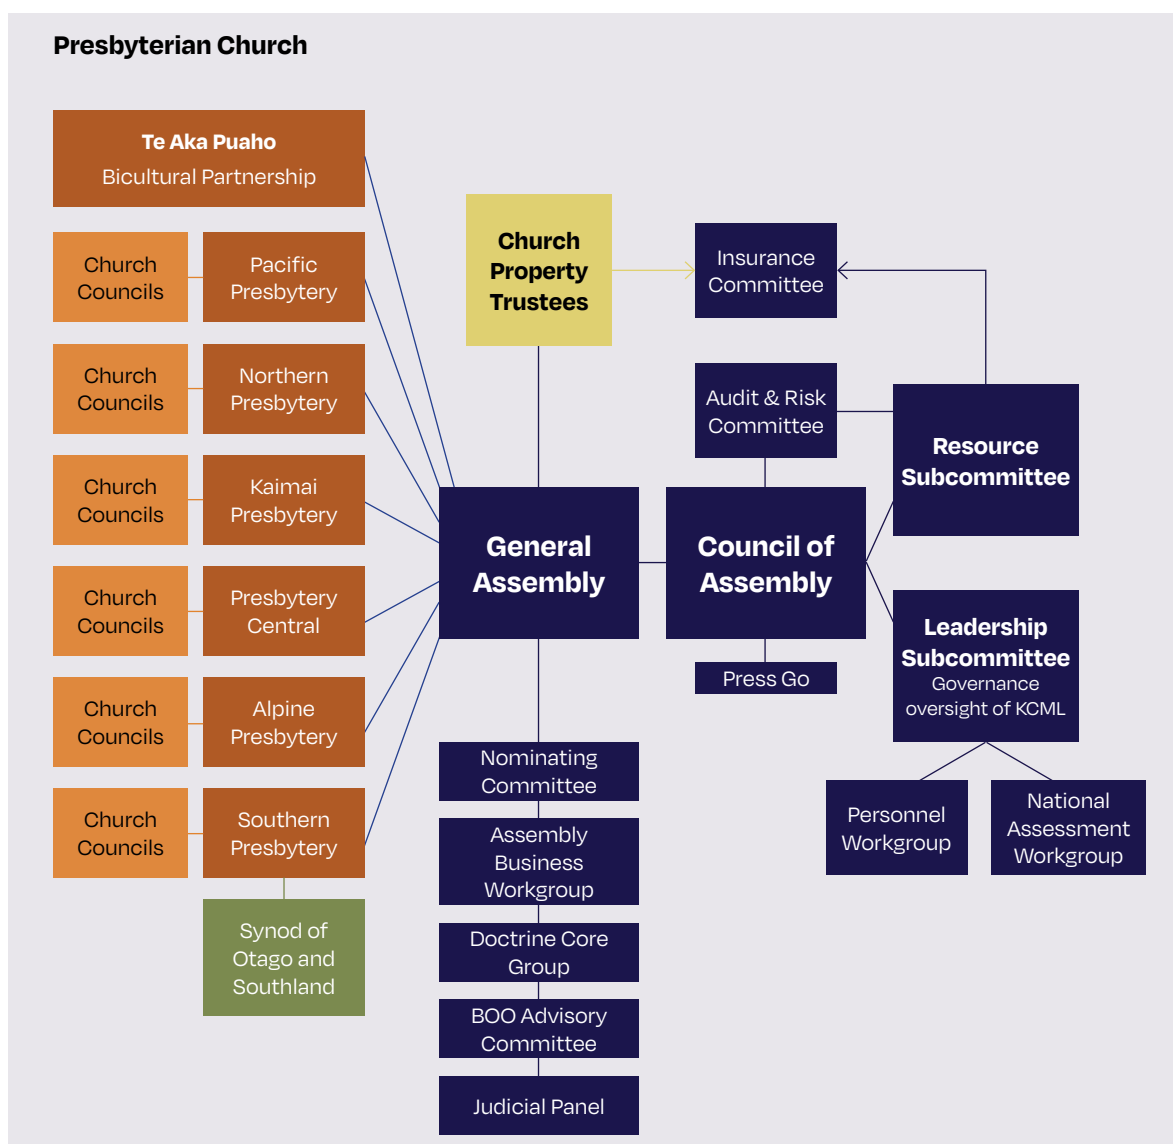 Presbyterian Church
Te Aka Puaho
Bicultural Partnership
Church
Councils
Pacific
Presbytery
Church
Councils
Northern
Presbytery
Church
Councils
Kaimai
Presbytery
Church
Councils
Presbytery
Central
Church
Councils
Alpine
Presbytery
Church
Councils
Southern
Presbytery
Synod of
Otago and
Southland
Church
Property
Trustees
General
Assembly
Nominating
Committee
Assembly
Business
Workgroup
Doctrine Core
Group
BOO Advisory
Committee
Judicial Panel
Insurance
Committee
Audit & Risk
Committee
Council of
Assembly
Press Go
Resource
Subcommittee
Leadership
Subcommittee
Governance
oversight of KCML
Personnel
Workgroup
National
Assessment
Workgroup